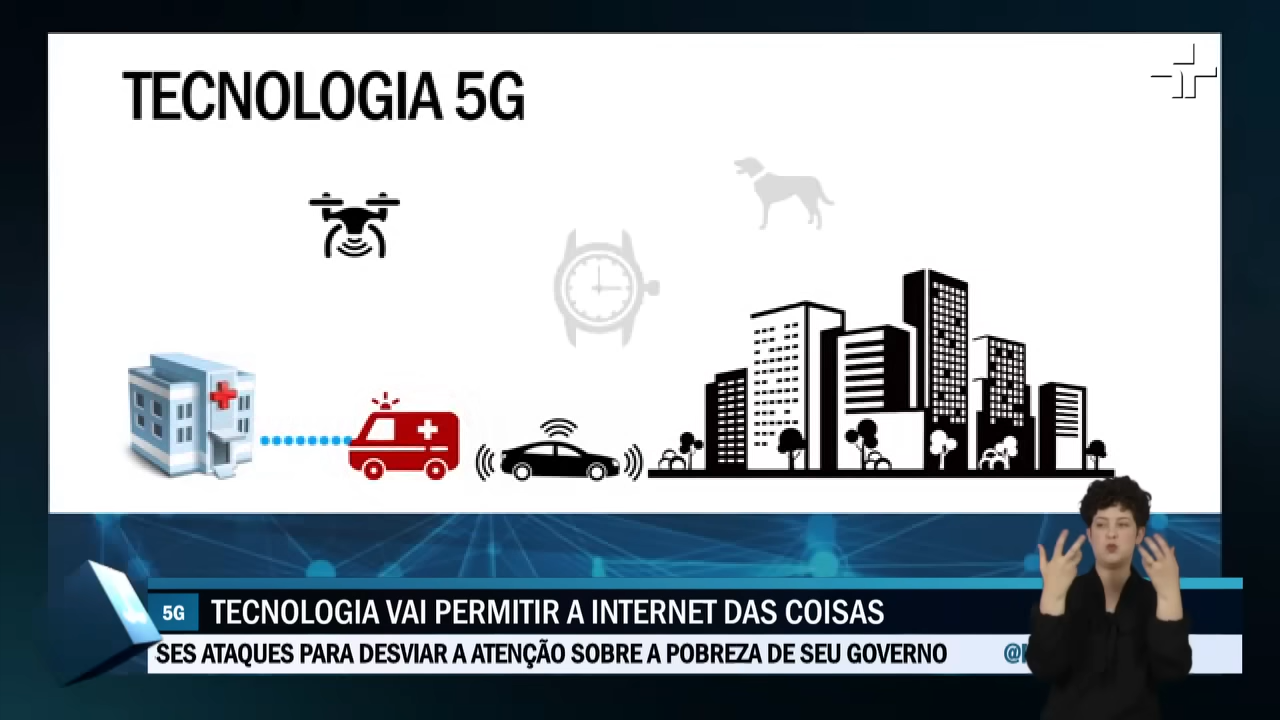 TECNOLOGIA 5G
5G
TECNOLOGIA VAI PERMITIR A INTERNET DAS COISAS
SES ATAQUES PARA DESVIAR A ATENÇÃO SOBRE A POBREZA DE SEU GOVERNO